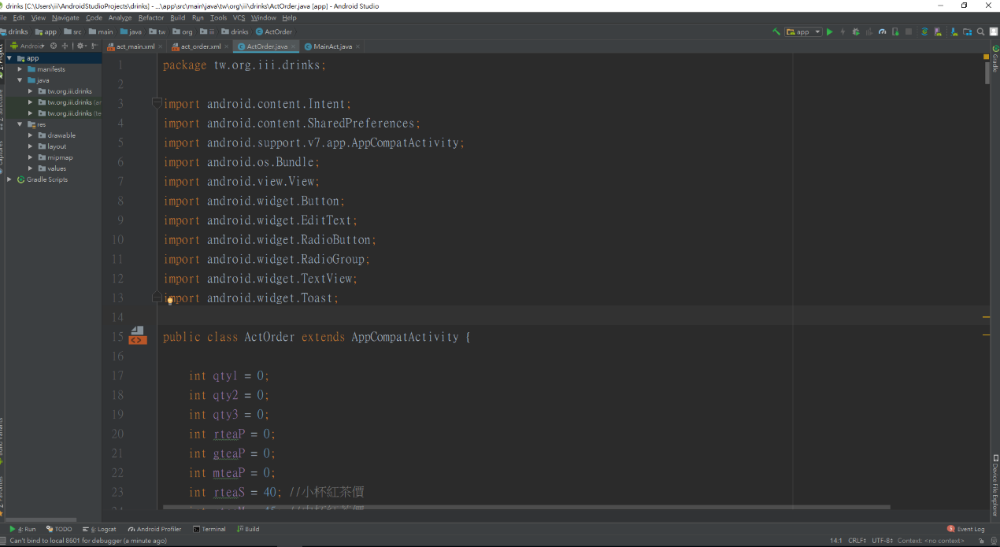 drinks [C:\Users\iii\AndroidStudioProjects\drinks] - ...\app\src\main\java\tw\org\iii\drinks\ActOrder.java [app] - Android Studio
Edit View Navigate Code Analyze Refactor Build Run Tools VCS Window Help
drinks app src main java tw org iii drinks ActOrder app
Android act_main.xml act_order.xml ActOrder.java MainAct.java
app
manifests
java
tw.org.iii.drinks
tw.org.iii.drinks
tw.org.iii.drinks
res
drawable
layout
mipmap
values
Gradle Scripts
1 package tw.org.iii.drinks;
2
3 import android.content.Intent;
4 import android.content.SharedPreferences;
5 import android.support.v7.app.AppCompatActivity;
6 import android.os.Bundle;
7 import android.view.View;
8 import android.widget.Button;
9 import android.widget.EditText;
10 import android.widget.RadioButton;
11 import android.widget.RadioGroup;
12 import android.widget.TextView;
13 import android.widget.Toast;
14
15 public class ActOrder extends AppCompatActivity {
16
17 int qty1 = 0;
18 int qty2 = 0;
19 int qty3 = 0;
20 int rteaP = 0;
21 int gteaP = 0;
22 int mteaP = 0;
23 int rteaS = 40; //小杯紅茶價
Gradle
Device File Explorer
4: Run TODO 6: Logcat Android Profiler Terminal Build 5 Event Log
Can't bind to local 8601 for debugger (a minute ago) 14:1 CRLF UTF-8 Context: <no context>